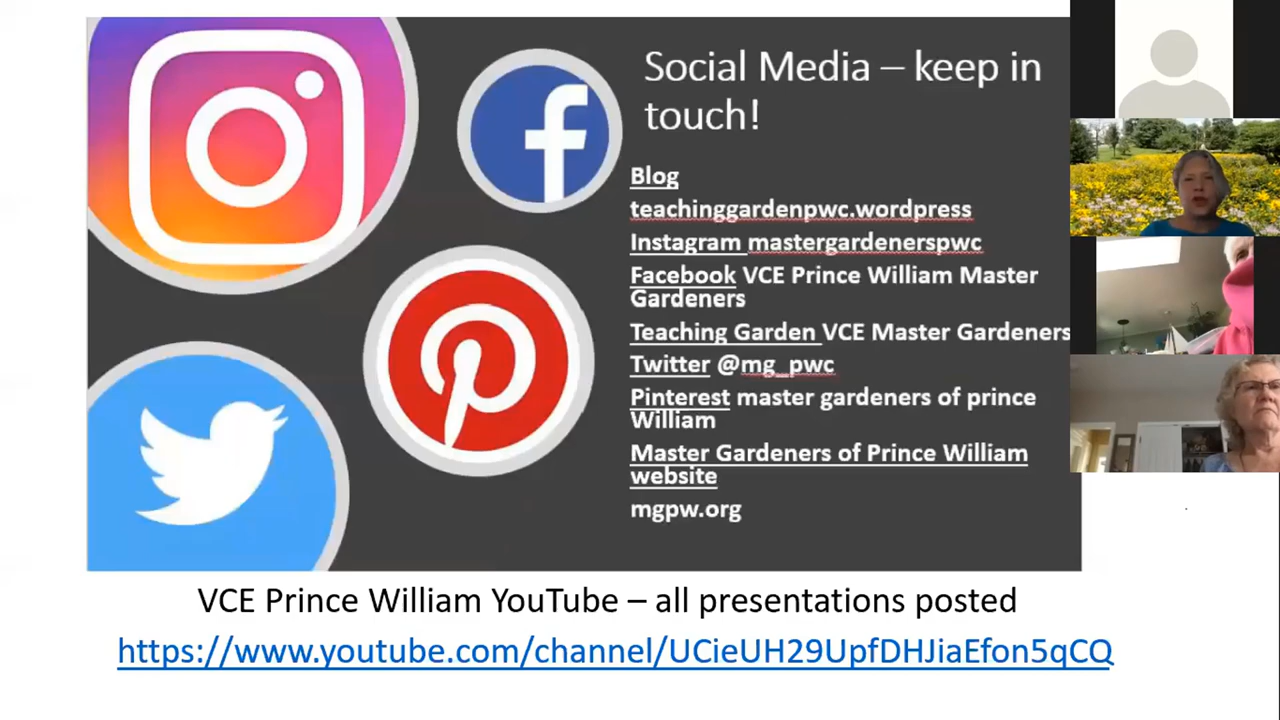 Social Media – keep in
touch!
Blog
teachinggardenpwc.wordpress
Instagram mastergardenerspwc
Facebook VCE Prince William Master
Gardeners
Teaching Garden VCE Master Gardeners
Twitter @mg_pwc
Pinterest master gardeners of prince
William
Master Gardeners of Prince William
website
mgpw.org
VCE Prince William YouTube – all presentations posted
https://www.youtube.com/channel/UCieUH29UpfDHJiaEfon5qCQ